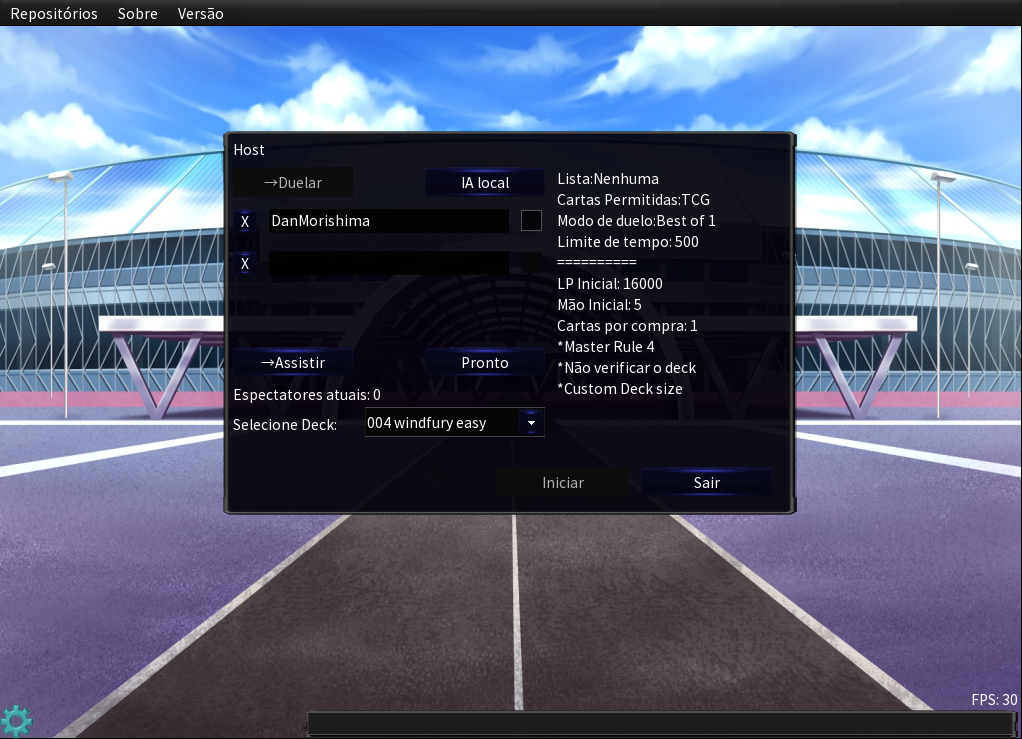 Repositórios Sobre Versão
Host
→Duelar
IA local
X DanMorishima
X
→Assistir
Pronto
Espectatores atuais: 0
Selecione Deck: 004 windfury easy
Lista:Nenhuma
Cartas Permitidas:TCG
Modo de duelo:Best of 1
Limite de tempo: 500
==========
LP Inicial: 16000
Mão Inicial: 5
Cartas por compra: 1
*Master Rule 4
*Não verificar o deck
*Custom Deck size
Iniciar
Sair
FPS: 30